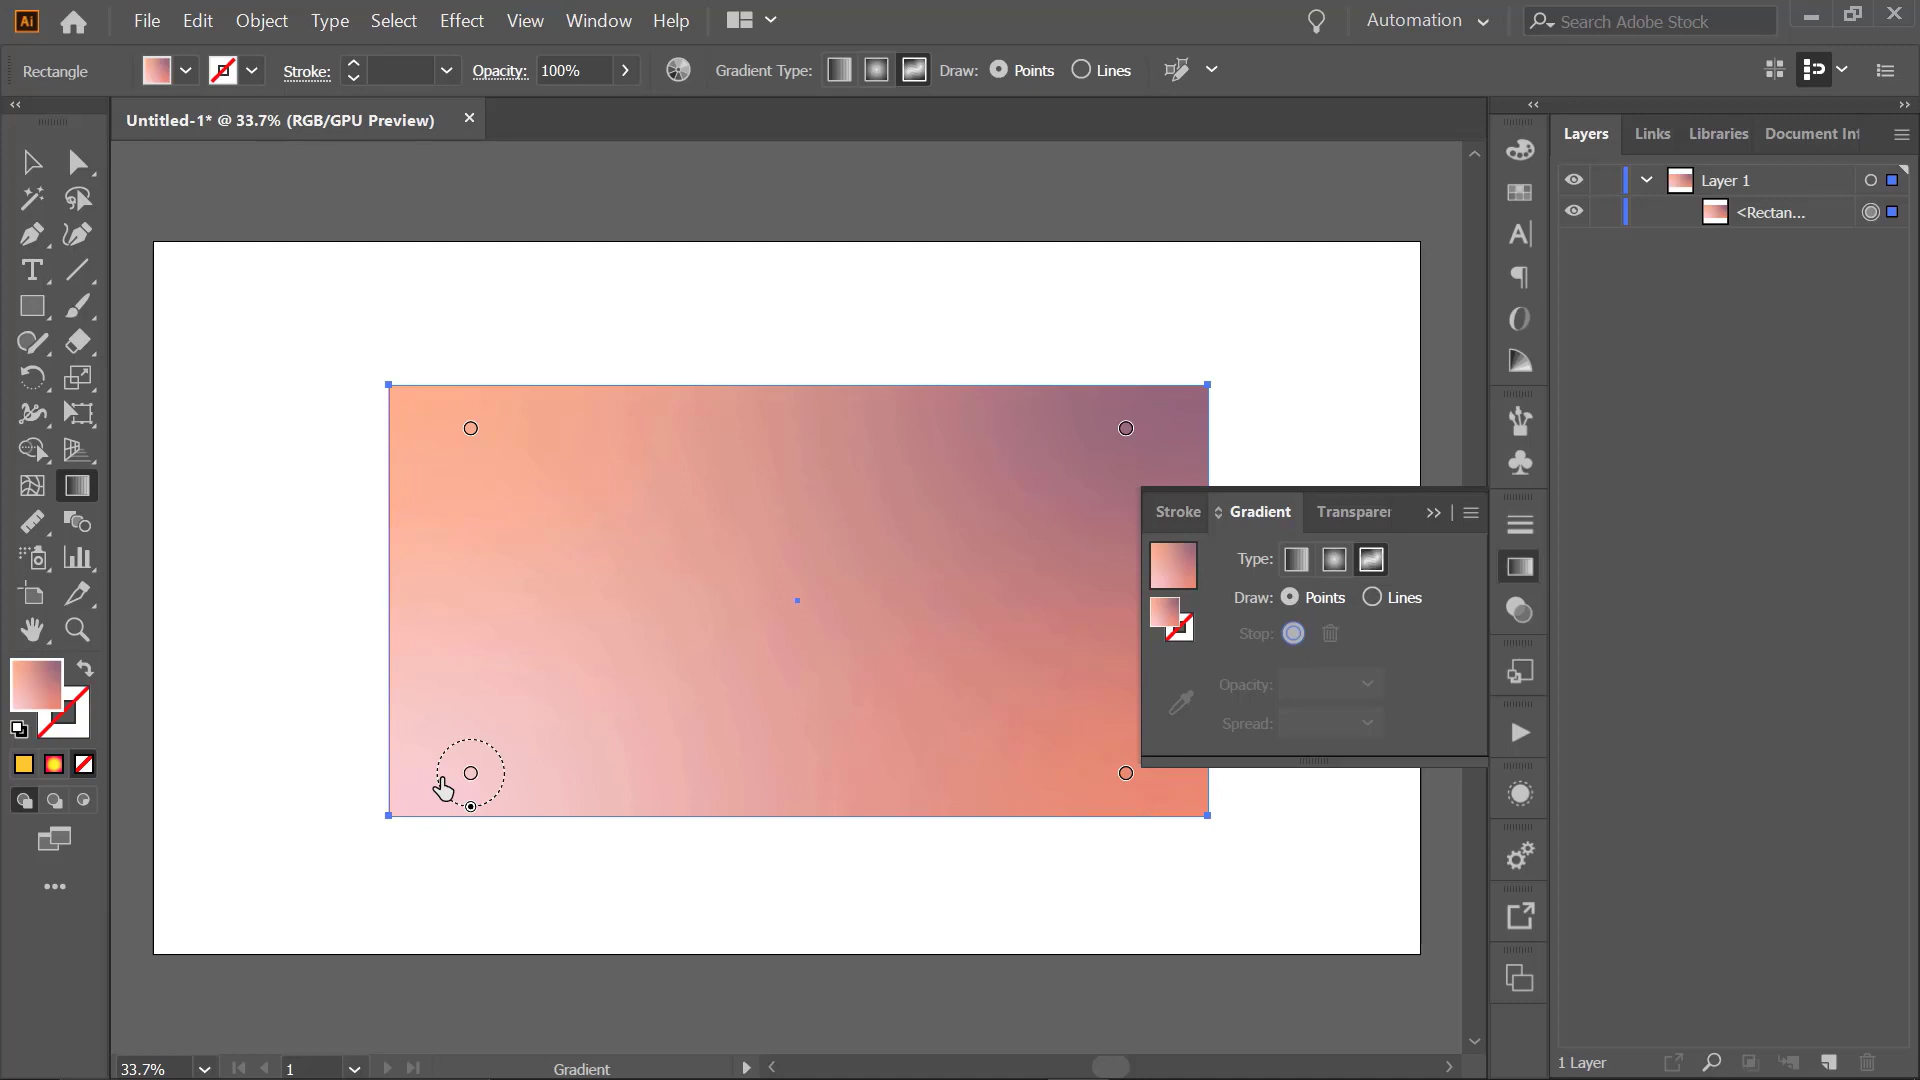 Ai File Edit Object Type Select Effect View Window Help Automation Search Adobe Stock
Rectangle Stroke: Opacity: 100% Gradient Type: Draw: Points Lines
Untitled-1* @ 33.7% (RGB/GPU Preview)
Layers Links Libraries Document Inf
Layer 1
<Rectan...
Stroke Gradient Transparer
Type:
Draw: Points Lines
Stop:
Opacity:
Spread:
33.7% 1 Gradient
1 Layer